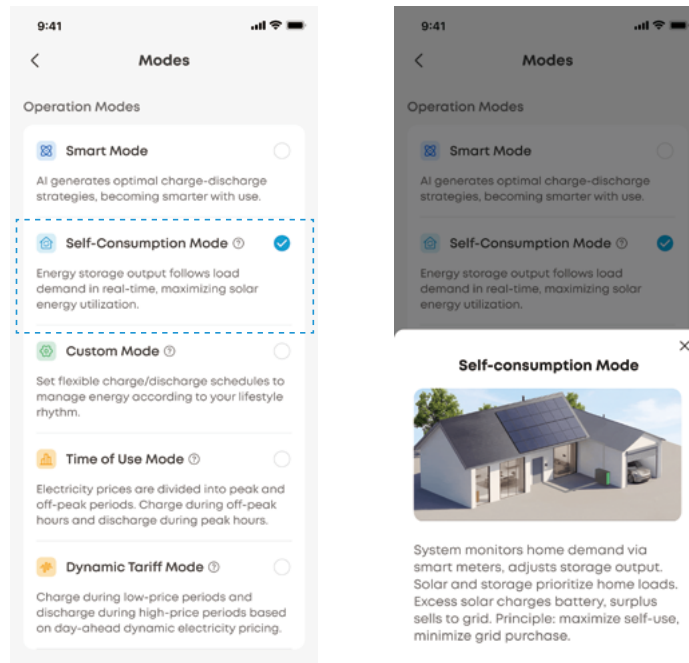 9:41
Modes
Operation Modes
Smart Mode
AI generates optimal charge-discharge
strategies, becoming smarter with use.
Self-Consumption Mode
Energy storage output follows load
demand in real-time, maximizing solar
energy utilization.
Custom Mode
Set flexible charge/discharge schedules to
manage energy according to your lifestyle
rhythm.
Time of Use Mode
Electricity prices are divided into peak and
off-peak periods. Charge during off-peak
hours and discharge during peak hours.
Dynamic Tariff Mode
Charge during low-price periods and
discharge during high-price periods based
on day-ahead dynamic electricity pricing.
9:41
Modes
Operation Modes
Smart Mode
AI generates optimal charge-discharge
strategies, becoming smarter with use.
Self-Consumption Mode
Energy storage output follows load
demand in real-time, maximizing solar
energy utilization.
Self-consumption Mode
System monitors home demand via
smart meters, adjusts storage output.
Solar and storage prioritize home loads.
Excess solar charges battery, surplus
sells to grid. Principle: maximize self-use,
minimize grid purchase.